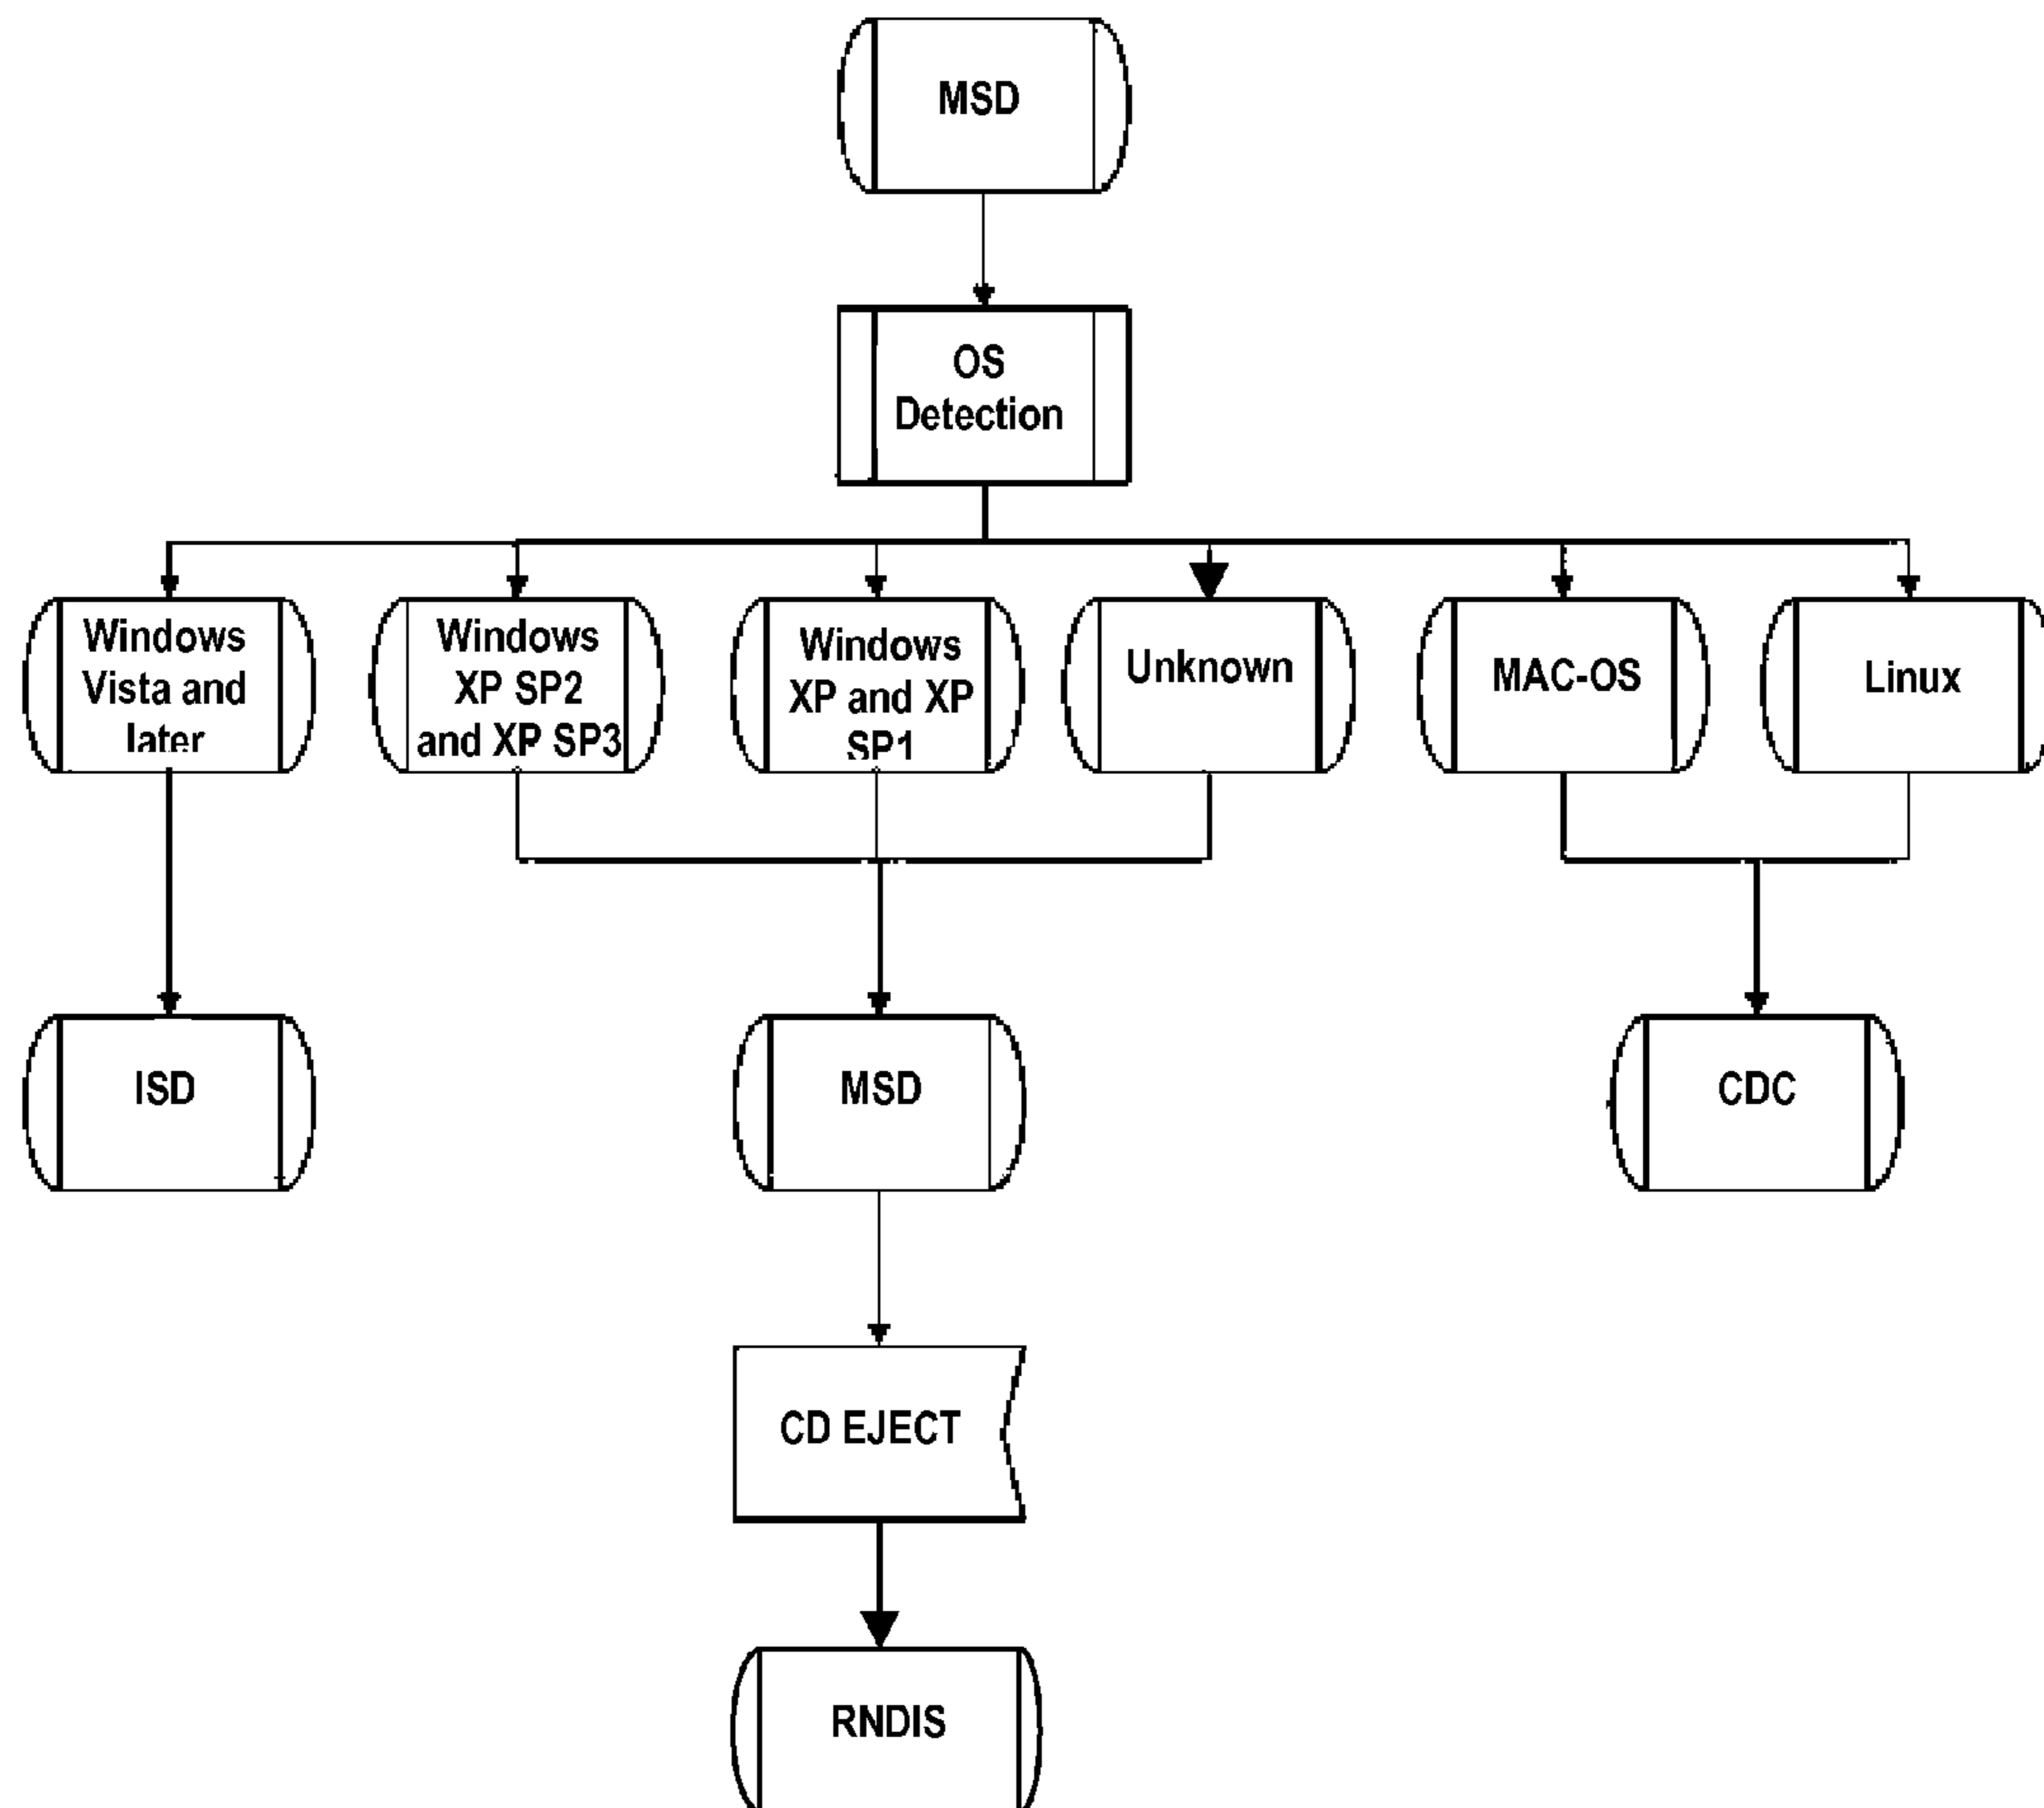 MSD
OS
Detection
Windows
Vista and
later
Windows
XP SP2
and XP SP3
Windows
XP and XP
SP1
Unknown
MAC-OS
Linux
ISD
MSD
CDC
CD EJECT
RNDIS